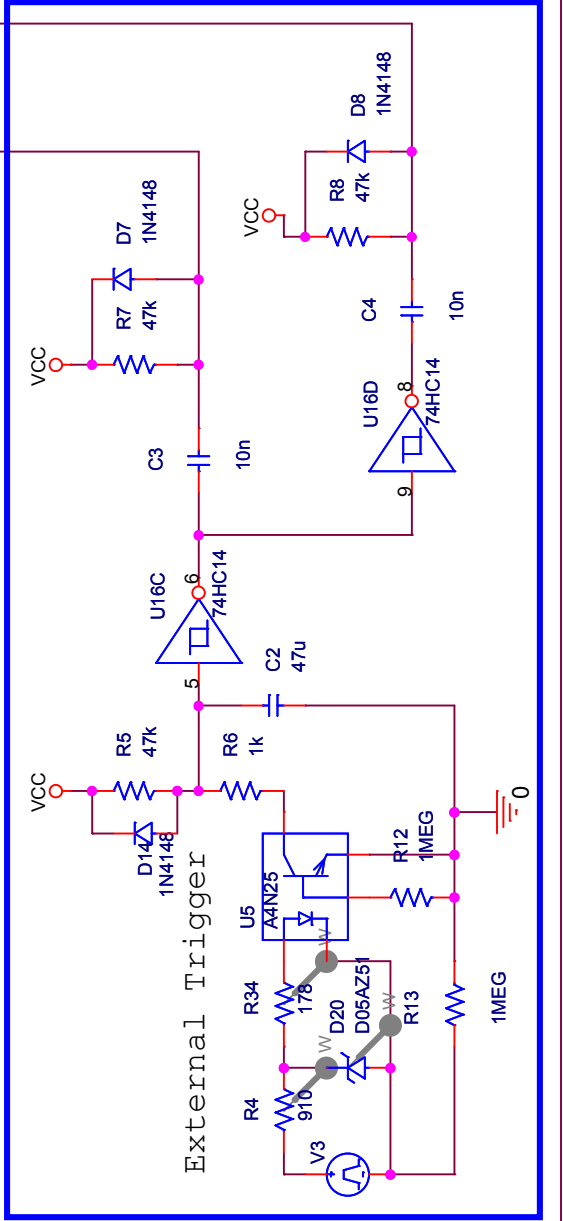 D8
1N4148
R8
47k
VCC
D7
1N4148
R7
47k
VCC
C4
10n
U16D
8
74HC14
9
C3
10n
U16C
6
74HC14
5
C2
47u
R5
47k
R6
1k
VCC
D14
1N4148
R12
1MEG
0
U5
A4N25
External Trigger
W
R34
178
D20
D05AZ51
W
R13
1MEG
W
R4
910
V3